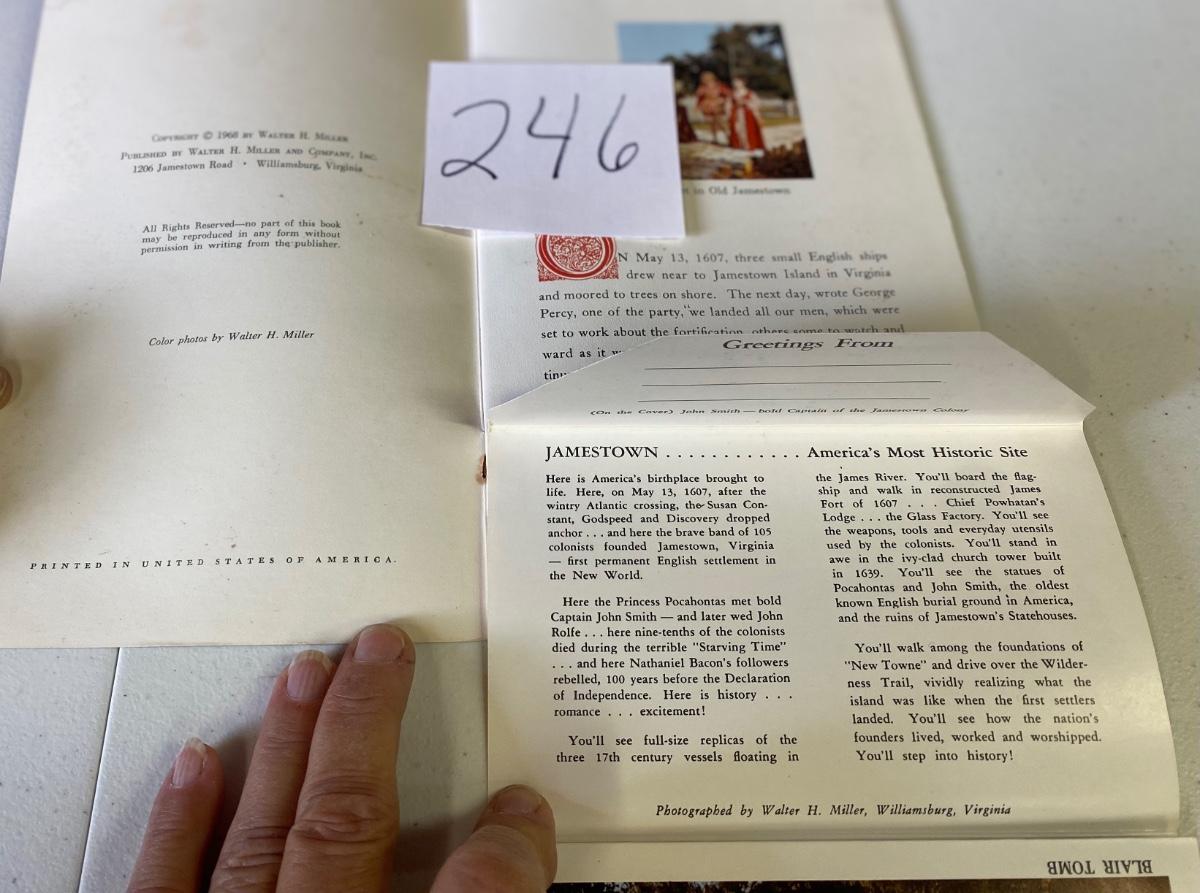 COPYRIGHT © 1968 BY WALTER H. MILLER
PUBLISHED BY WALTER H. MILLER AND COMPANY, INC.
1206 Jamestown Road • Williamsburg, Virginia
All Rights Reserved—no part of this book
may be reproduced in any form without
permission in writing from the publisher.
Color photos by Walter H. Miller
PRINTED IN UNITED STATES OF AMERICA.
246
in Old Jamestown
ON May 13, 1607, three small English ships
drew near to Jamestown Island in Virginia
and moored to trees on shore. The next day, wrote George
Percy, one of the party, "we landed all our men, which were
set to work about the fortification, others some to watch and
ward as it
Greetings From
(On the Cover) John Smith — bold Captain of the Jamestown Colony
JAMESTOWN . . . . . . . . . . . . America's Most Historic Site
Here is America's birthplace brought to
life. Here, on May 13, 1607, after the
wintry Atlantic crossing, the Susan Con-
stant, Godspeed and Discovery dropped
anchor . . . and here the brave band of 105
colonists founded Jamestown, Virginia
— first permanent English settlement in
the New World.
Here the Princess Pocahontas met bold
Captain John Smith — and later wed John
Rolfe . . . here nine-tenths of the colonists
died during the terrible "Starving Time"
. . . and here Nathaniel Bacon's followers
rebelled, 100 years before the Declaration
of Independence. Here is history . . .
romance . . . excitement!
You'll see full-size replicas of the
three 17th century vessels floating in
the James River. You'll board the flag-
ship and walk in reconstructed James
Fort of 1607 . . . Chief Powhatan's
Lodge . . . the Glass Factory. You'll see
the weapons, tools and everyday utensils
used by the colonists. You'll stand in
awe in the ivy-clad church tower built
in 1639. You'll see the statues of
Pocahontas and John Smith, the oldest
known English burial ground in America,
and the ruins of Jamestown's Statehouses.
You'll walk among the foundations of
"New Towne" and drive over the Wilder-
ness Trail, vividly realizing what the
island was like when the first settlers
landed. You'll see how the nation's
founders lived, worked and worshipped.
You'll step into history!
Photographed by Walter H. Miller, Williamsburg, Virginia
BLAIR TOMB